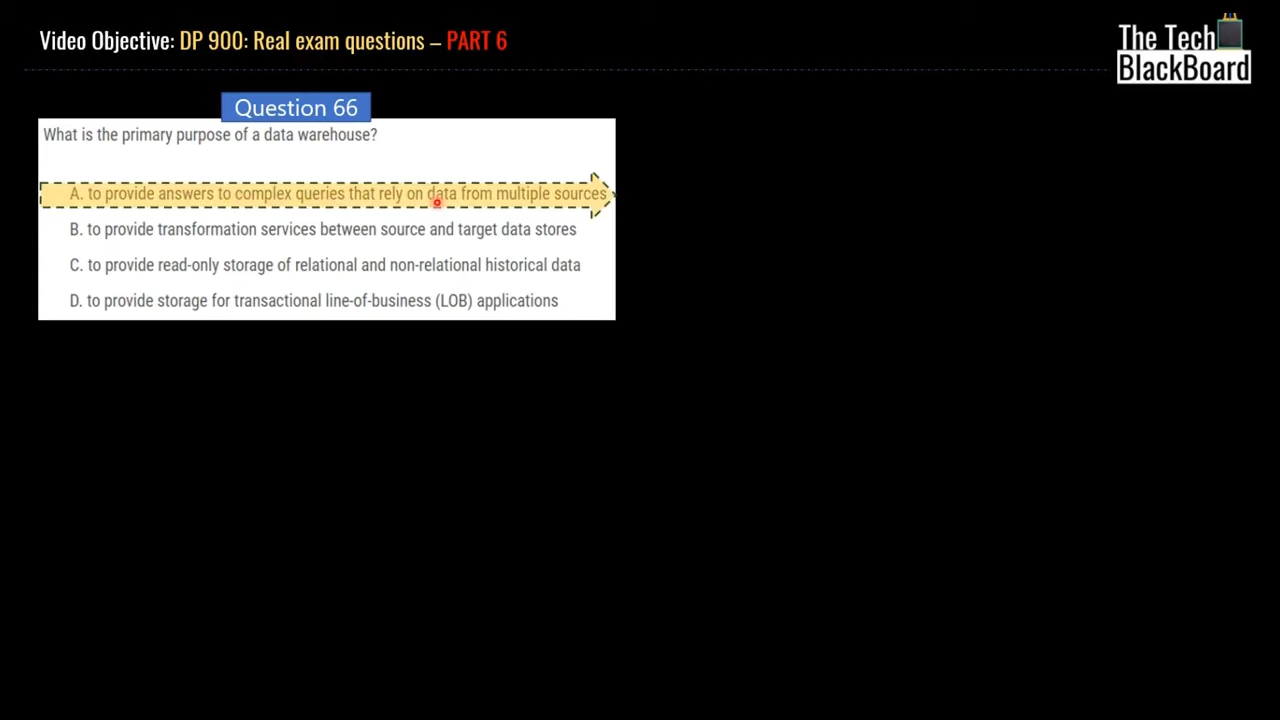 Video Objective: DP 900: Real exam questions – PART 6
The Tech
BlackBoard
Question 66
What is the primary purpose of a data warehouse?
A. to provide answers to complex queries that rely on data from multiple sources
B. to provide transformation services between source and target data stores
C. to provide read-only storage of relational and non-relational historical data
D. to provide storage for transactional line-of-business (LOB) applications